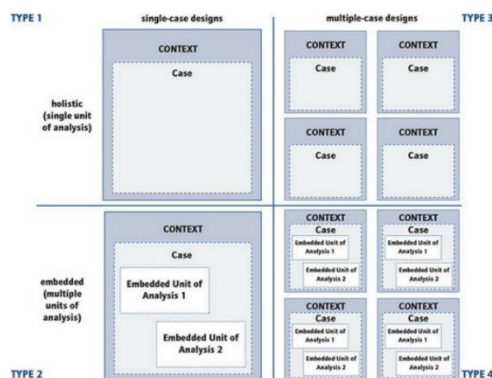 TYPE 1
single-case designs
multiple-case designs
TYPE 3
CONTEXT
Case
holistic
(single unit
of analysis)
CONTEXT
Case
CONTEXT
Case
CONTEXT
Case
CONTEXT
Case
CONTEXT
Case
Embedded Unit of
Analysis 1
Embedded Unit of
Analysis 2
embedded
(multiple
units of
analysis)
CONTEXT
Case
Embedded Unit of
Analysis 1
Embedded Unit of
Analysis 2
CONTEXT
Case
Embedded Unit of
Analysis 1
Embedded Unit of
Analysis 2
CONTEXT
Case
Embedded Unit of
Analysis 1
Embedded Unit of
Analysis 2
CONTEXT
Case
Embedded Unit of
Analysis 1
Embedded Unit of
Analysis 2
TYPE 2
TYPE 4